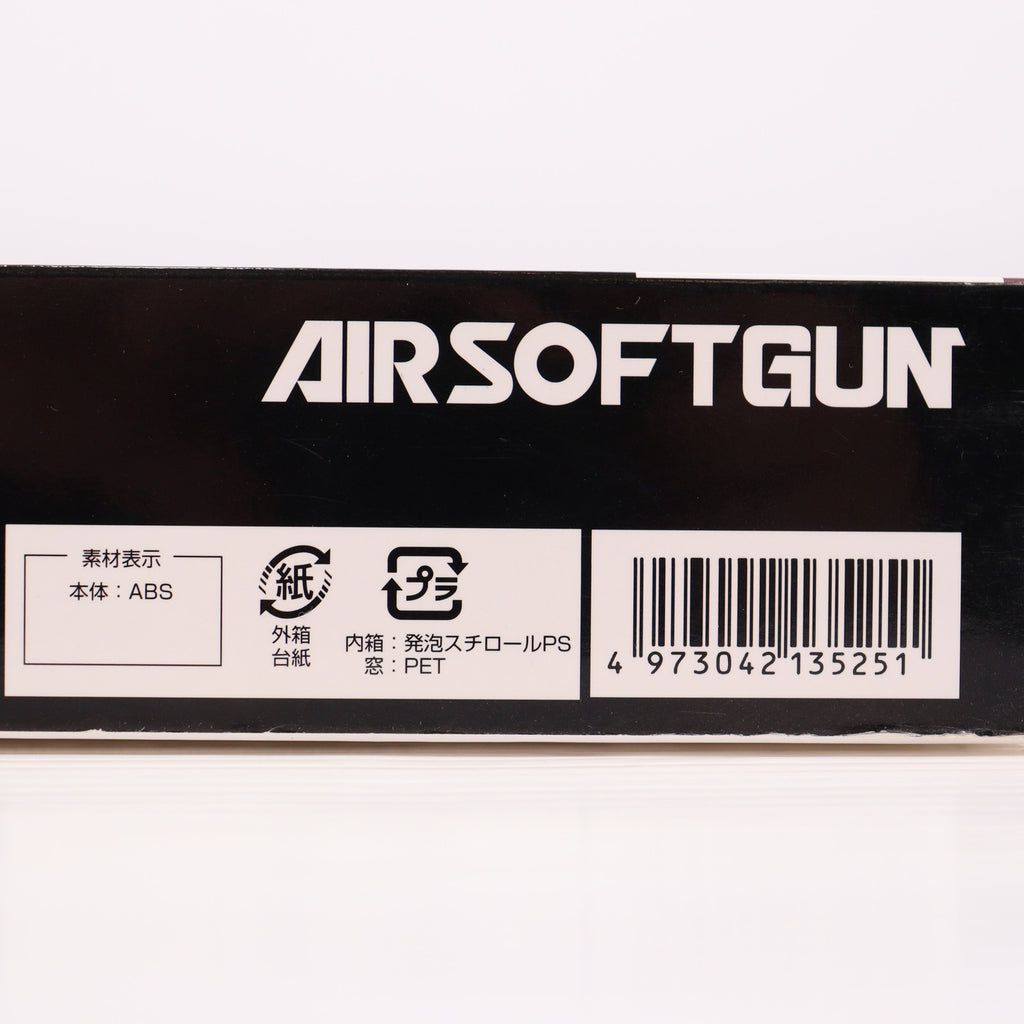 AIRSOFTGUN
素材表示
本体：ABS
紙
外箱
台紙
プラ
内箱：発泡スチロールPS
窓：PET
4 973042 135251